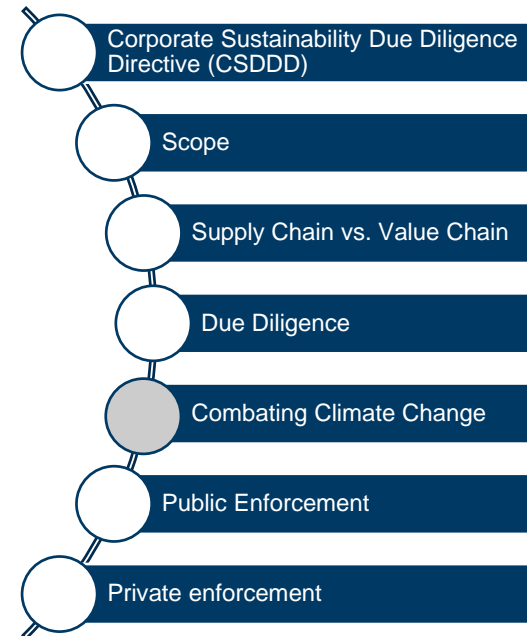 Corporate Sustainability Due Diligence
Directive (CSDDD)
Scope
Supply Chain vs. Value Chain
Due Diligence
Combating Climate Change
Public Enforcement
Private enforcement